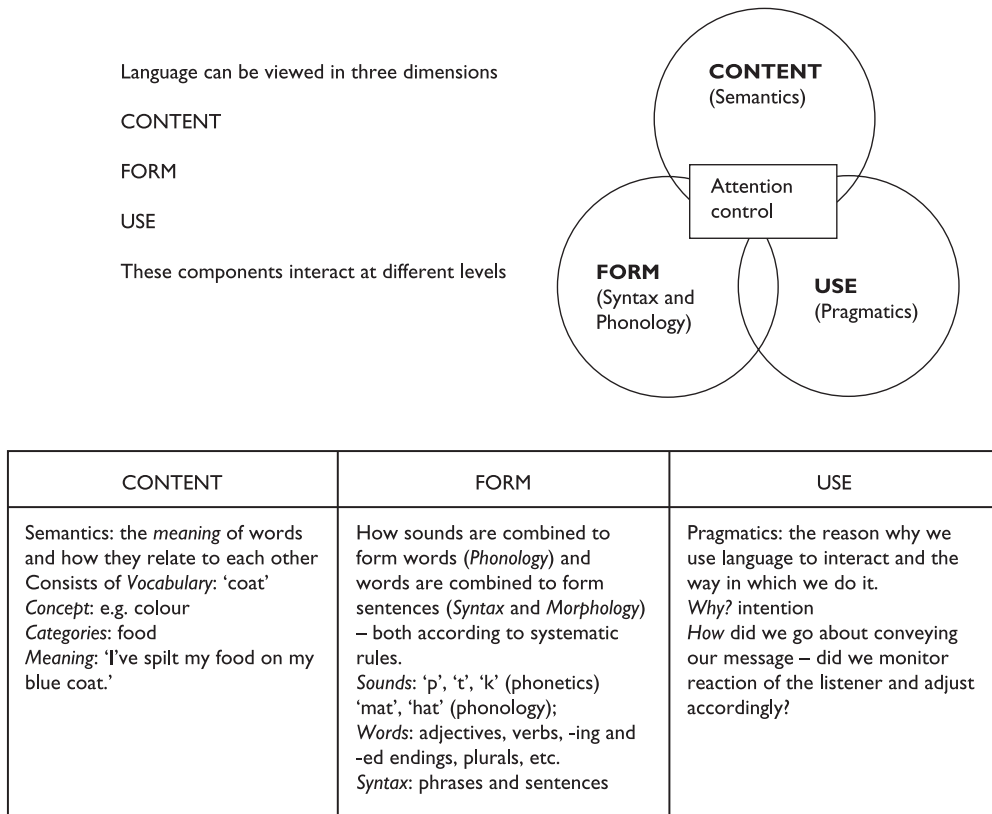 Language can be viewed in three dimensions
CONTENT
FORM
USE
These components interact at different levels
CONTENT
(Semantics)
Attention
control
FORM
(Syntax and
Phonology)
USE
(Pragmatics)
CONTENT
Semantics: the meaning of words
and how they relate to each other
Consists of Vocabulary: ‘coat’
Concept: e.g. colour
Categories: food
Meaning: ‘I’ve spilt my food on my
blue coat.’
FORM
How sounds are combined to
form words (Phonology) and
words are combined to form
sentences (Syntax and Morphology)
– both according to systematic
rules.
Sounds: ‘p’, ‘t’, ‘k’ (phonetics)
‘mat’, ‘hat’ (phonology);
Words: adjectives, verbs, -ing and
-ed endings, plurals, etc.
Syntax: phrases and sentences
USE
Pragmatics: the reason why we
use language to interact and the
way in which we do it.
Why? intention
How did we go about conveying
our message – did we monitor
reaction of the listener and adjust
accordingly?